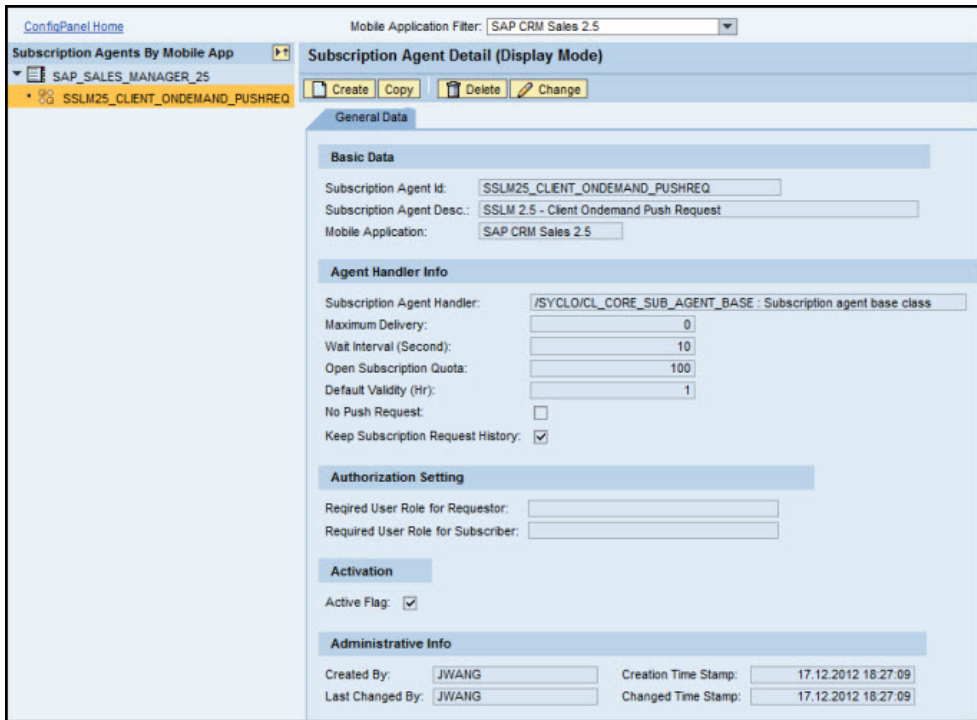 ConfigPanel Home
Mobile Application Filter: SAP CRM Sales 2.5
Subscription Agents By Mobile App
SAP_SALES_MANAGER_25
SSLM25_CLIENT_ONDEMAND_PUSHREQ
Subscription Agent Detail (Display Mode)
Create Copy Delete Change
General Data
Basic Data
Subscription Agent Id: SSLM25_CLIENT_ONDEMAND_PUSHREQ
Subscription Agent Desc.: SSLM 2.5 - Client Ondemand Push Request
Mobile Application: SAP CRM Sales 2.5
Agent Handler Info
Subscription Agent Handler: /SYCLO/CL_CORE_SUB_AGENT_BASE : Subscription agent base class
Maximum Delivery: 0
Wait Interval (Second): 10
Open Subscription Quota: 100
Default Validity (Hr): 1
No Push Request:
Keep Subscription Request History:
Authorization Setting
Reqired User Role for Requestor:
Required User Role for Subscriber:
Activation
Active Flag:
Administrative Info
Created By: JWANG Creation Time Stamp: 17.12.2012 18:27:09
Last Changed By: JWANG Changed Time Stamp: 17.12.2012 18:27:09